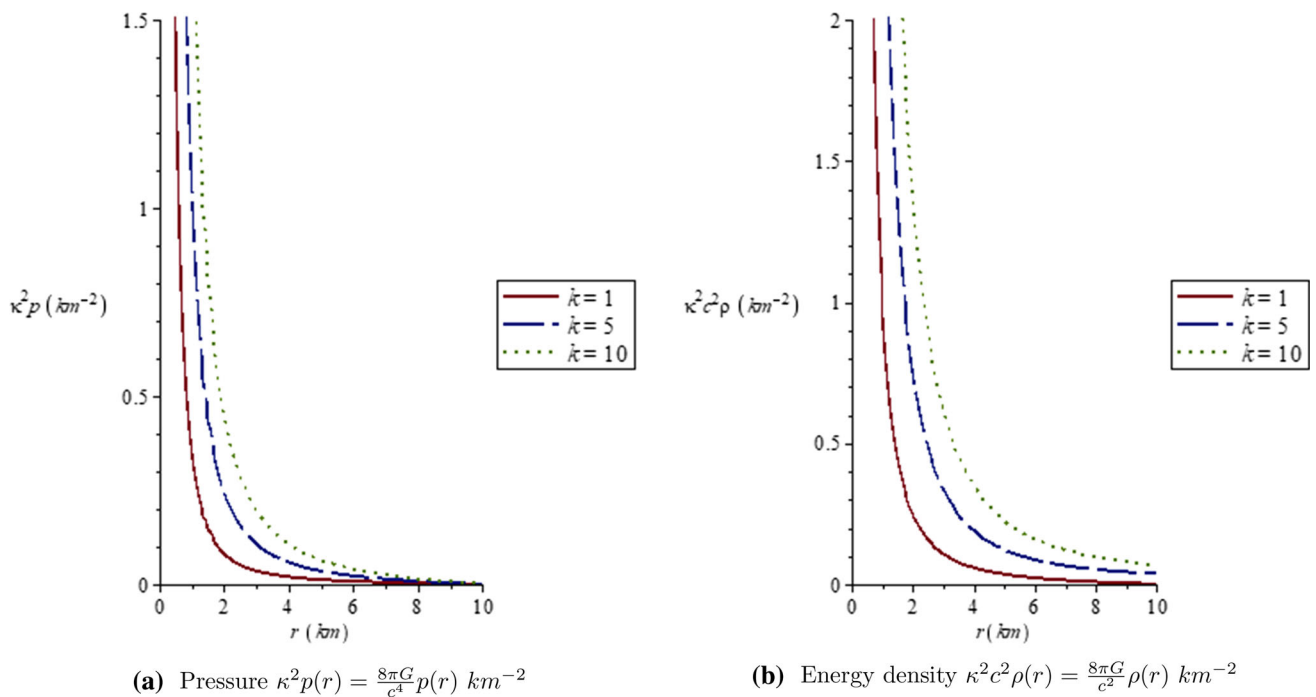 1.5
1
κ²p (km⁻²)
0.5
0
0 2 4 6 8 10
r (km)
k = 1
k = 5
k = 10
(a) Pressure κ²p(r) = 8πG/c⁴ p(r) km⁻²
2
1.5
κ²c²ρ (km⁻²)
1
0.5
0
0 2 4 6 8 10
r (km)
k = 1
k = 5
k = 10
(b) Energy density κ²c²ρ(r) = 8πG/c² ρ(r) km⁻²